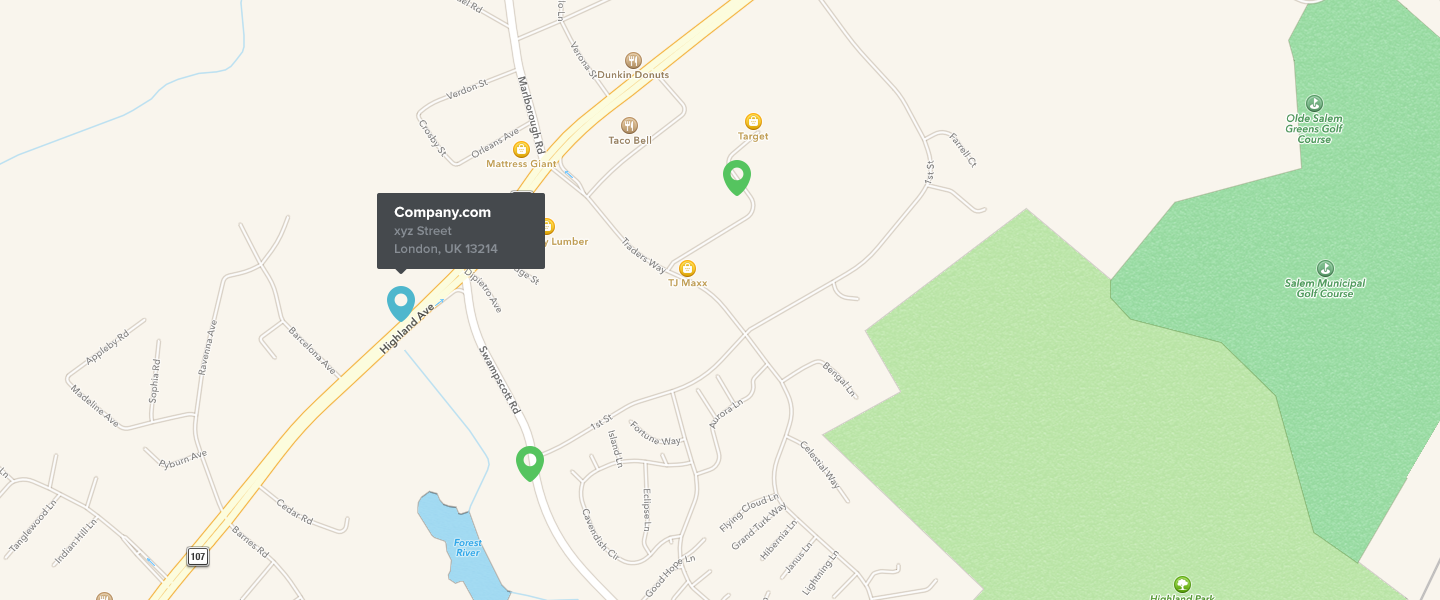 Verona S
Dunkin Donuts
Verdon St
Marlborough Rd
Olde Salem
Greens Golf
Course
Target
Crosby St
Orleans Ave
Taco Bell
Mattress Giant
Farrell Ct
1st St
Company.com
xyz Street
London, UK 13214
y Lumber
Traders Way
TJ Maxx
Dipietro Ave
Salem Municipal
Golf Course
Highland Ave
Appleby Rd
Ravenna Ave
Barcelona Ave
Sophia Rd
Swampscott Rd
Bengal Ln
Madeline Ave
Aurora Ln
1st St
Fortune Way
Island Ln
Pyburn Ave
Celestial Way
Eclipse Ln
Flying Cloud Ln
Grand Turk Way
Cedar Rd
Cavendish Cir
Hibernia Ln
Tanglewood Ln
Indian Hill Ln
Barnes Rd
Forest
River
107
Janus Ln
Good Hope Ln
Lightning Ln
Highland Park